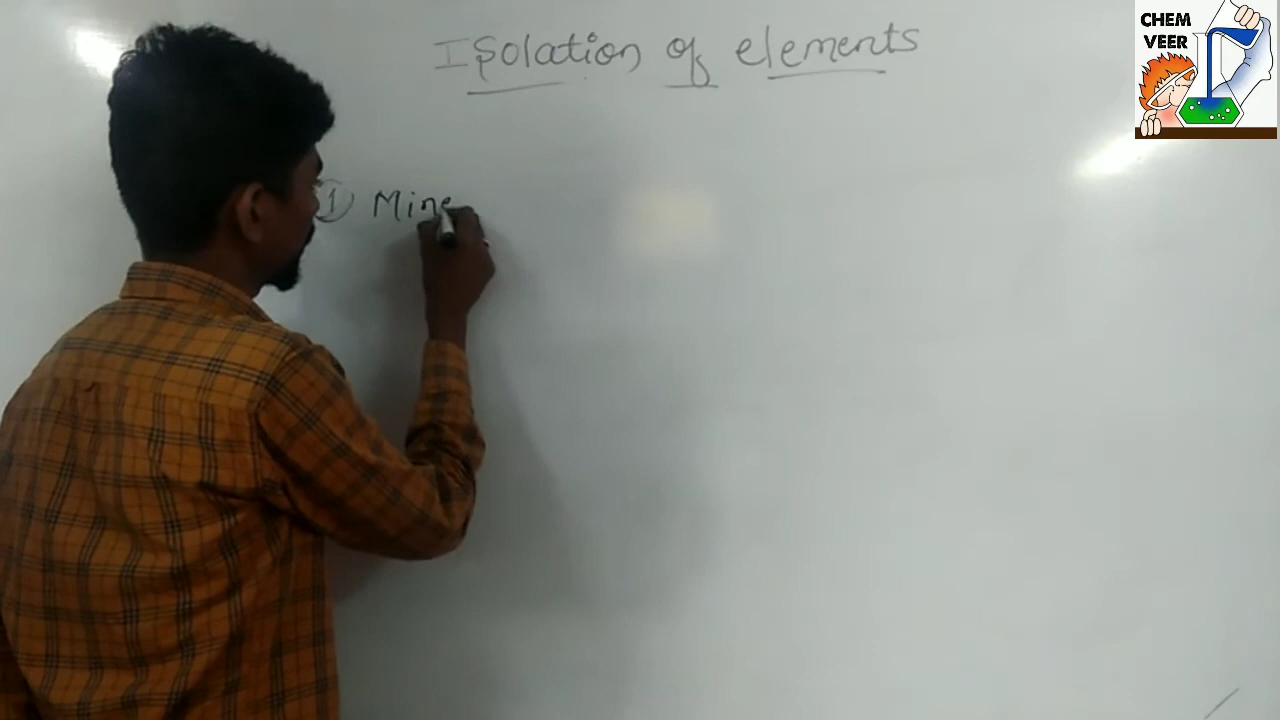 Isolation of elements
CHEM
VEER
① Mine